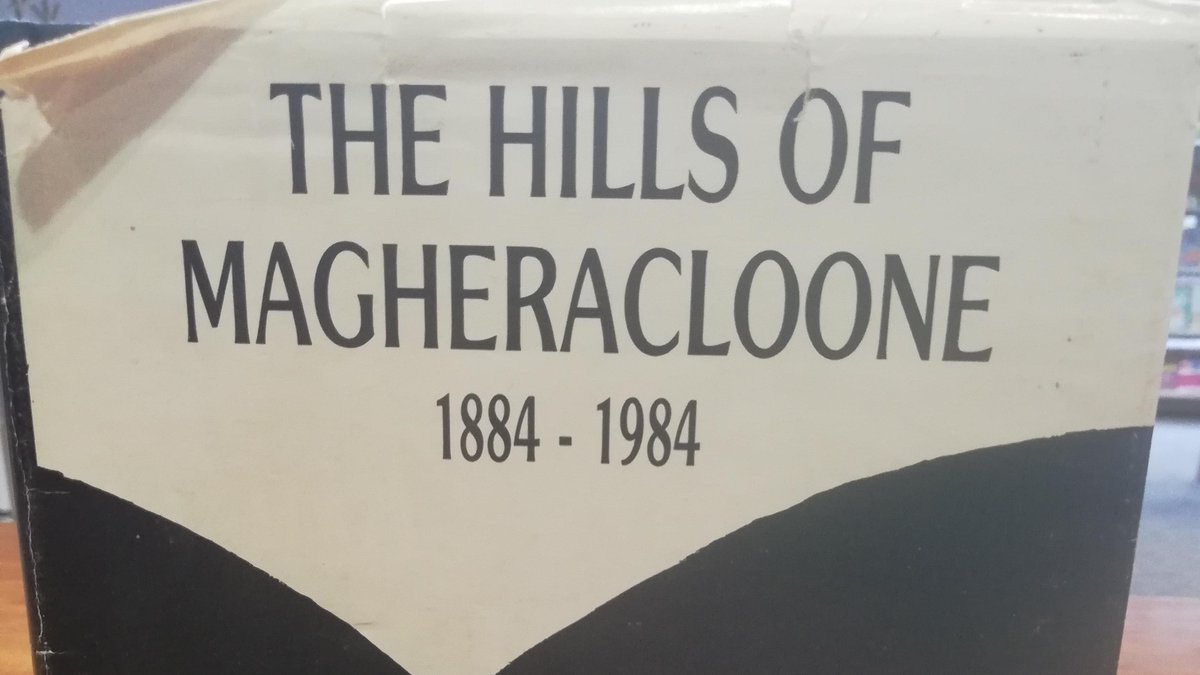 THE HILLS OF
MAGHERACLOONE
1884 - 1984